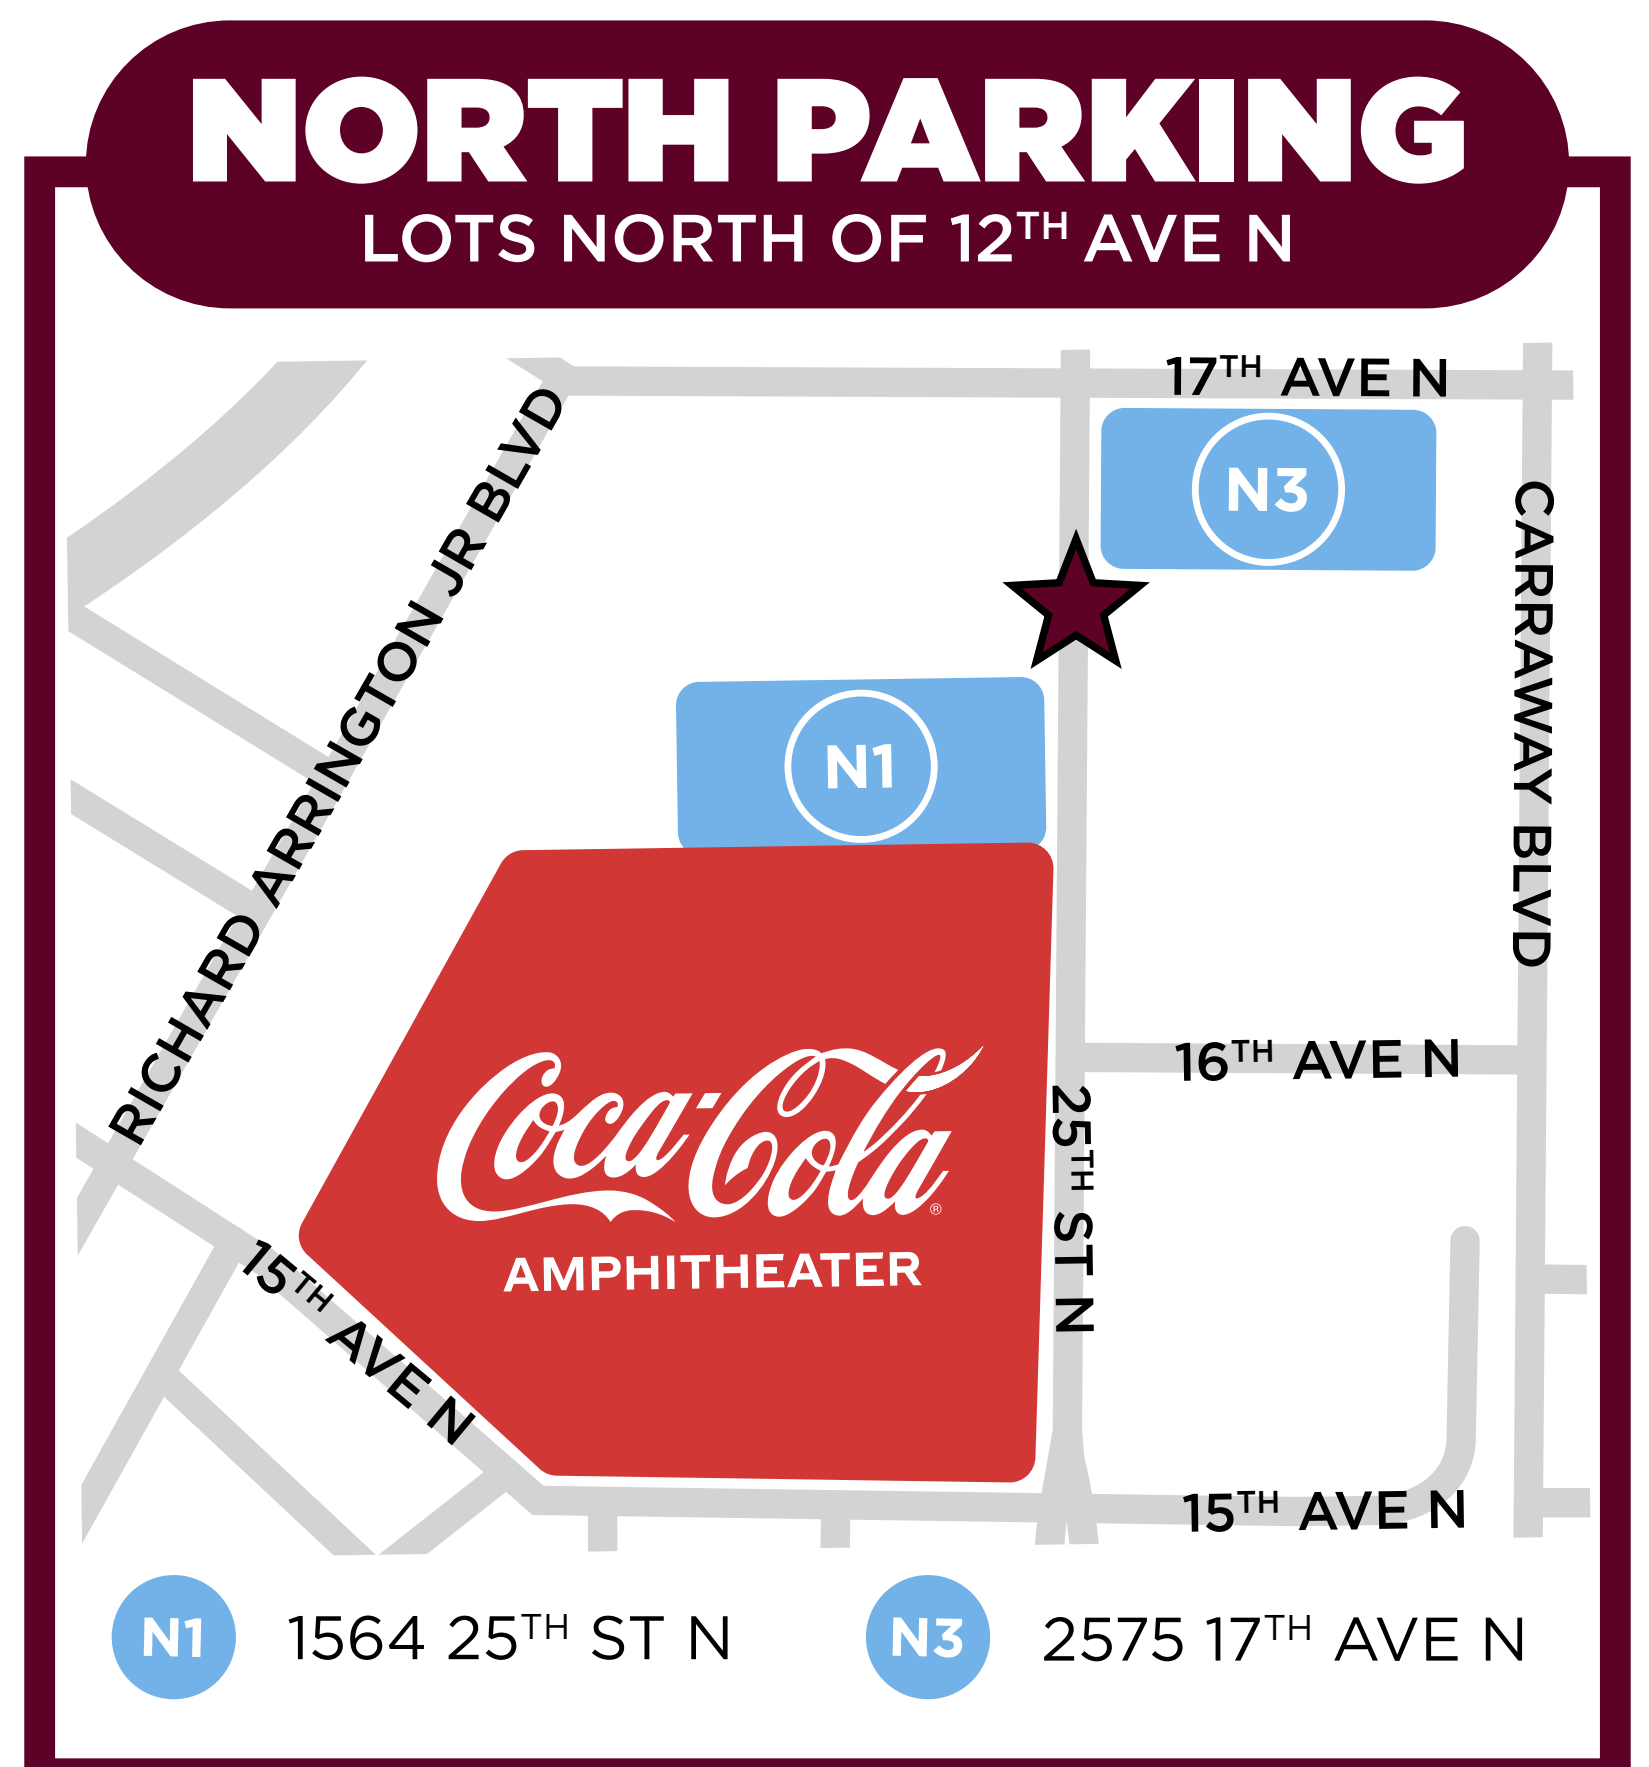 NORTH PARKING
LOTS NORTH OF 12TH AVE N
17TH AVE N
N3
RICHARD ARRINGTON JR BLVD
CARRAWAY BLVD
N1
16TH AVE N
Coca-Cola®
AMPHITHEATER
25TH ST N
15TH AVE N
15TH AVE N
N1 1564 25TH ST N
N3 2575 17TH AVE N